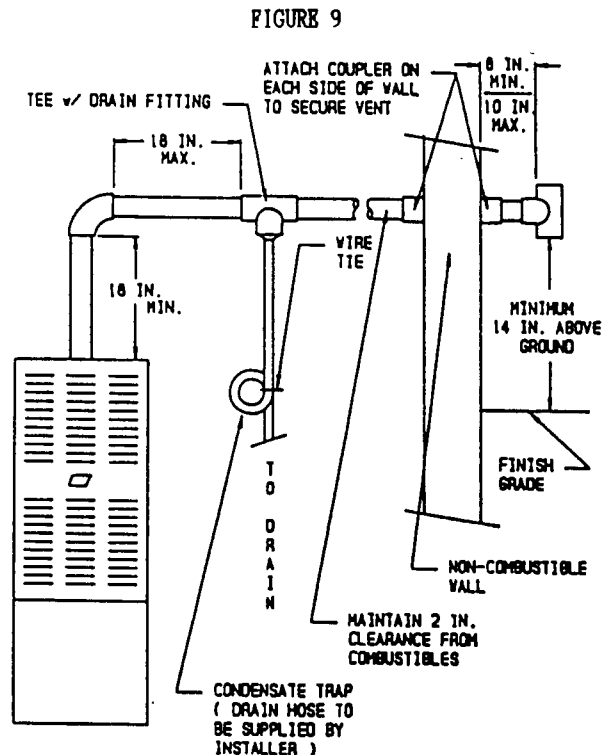 FIGURE 9
ATTACH COUPLER ON
EACH SIDE OF WALL
TO SECURE VENT
8 IN.
MIN.
10 IN.
MAX.
TEE w/ DRAIN FITTING
18 IN.
MAX.
WIRE
TIE
18 IN.
MIN.
MINIMUM
14 IN. ABOVE
GROUND
FINISH
GRADE
TO DRAIN
NON-COMBUSTIBLE
WALL
MAINTAIN 2 IN.
CLEARANCE FROM
COMBUSTIBLES
CONDENSATE TRAP
( DRAIN HOSE TO
BE SUPPLIED BY
INSTALLER )